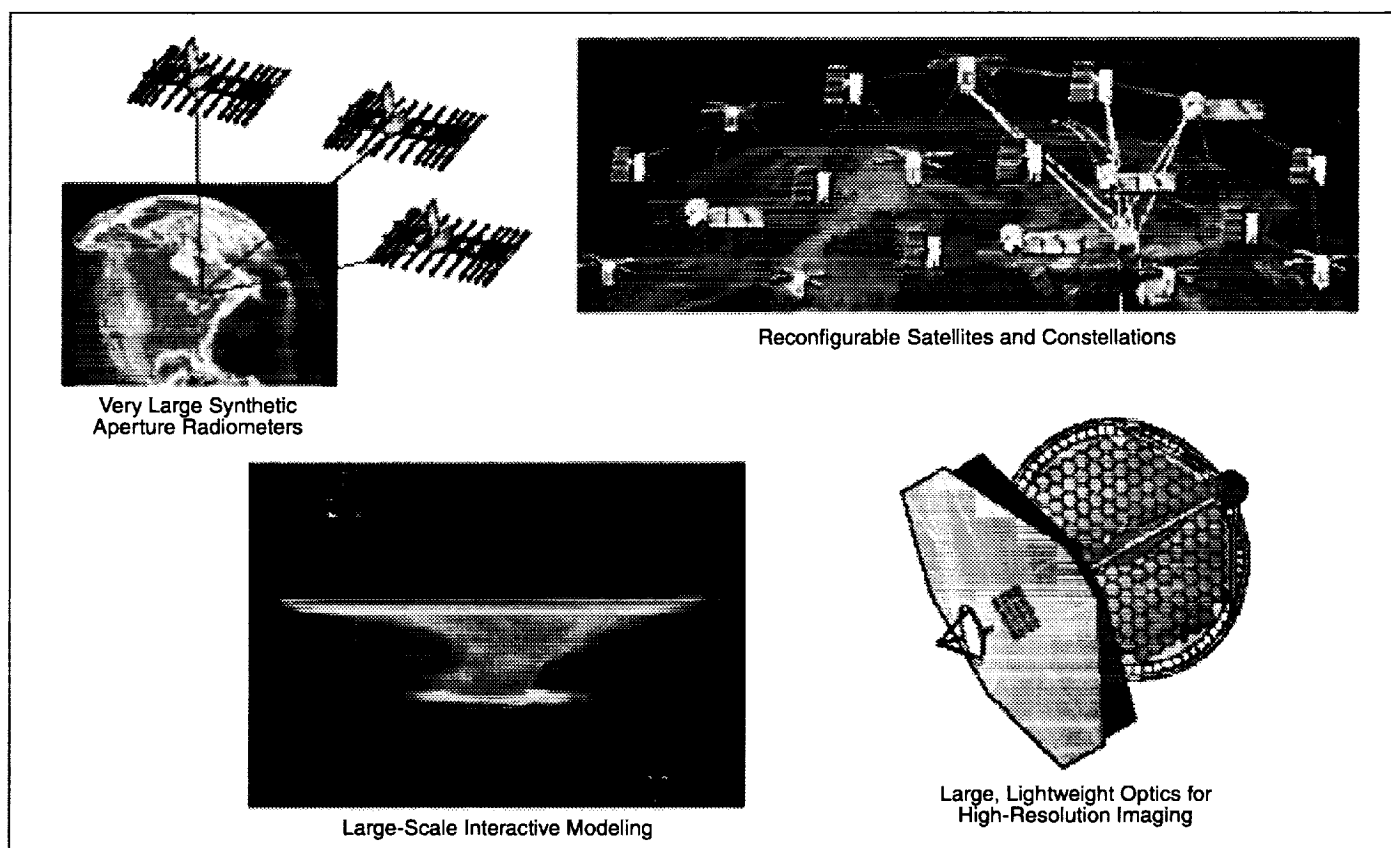 Reconfigurable Satellites and Constellations
Very Large Synthetic
Aperture Radiometers
Large-Scale Interactive Modeling
Large, Lightweight Optics for
High-Resolution Imaging